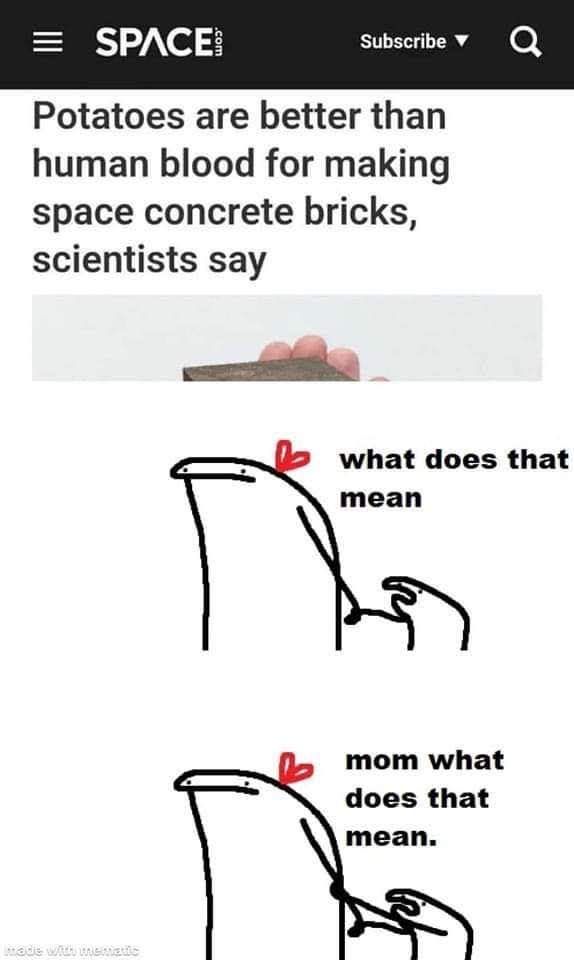 SPACE.com Subscribe
Potatoes are better than
human blood for making
space concrete bricks,
scientists say
what does that
mean
mom what
does that
mean.
made with mematic